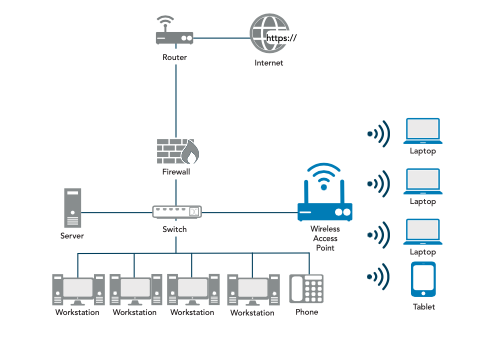 https://
Router
Internet
Firewall
Laptop
Laptop
Server
Switch
Wireless
Access
Point
Laptop
Workstation
Workstation
Workstation
Workstation
Phone
Tablet